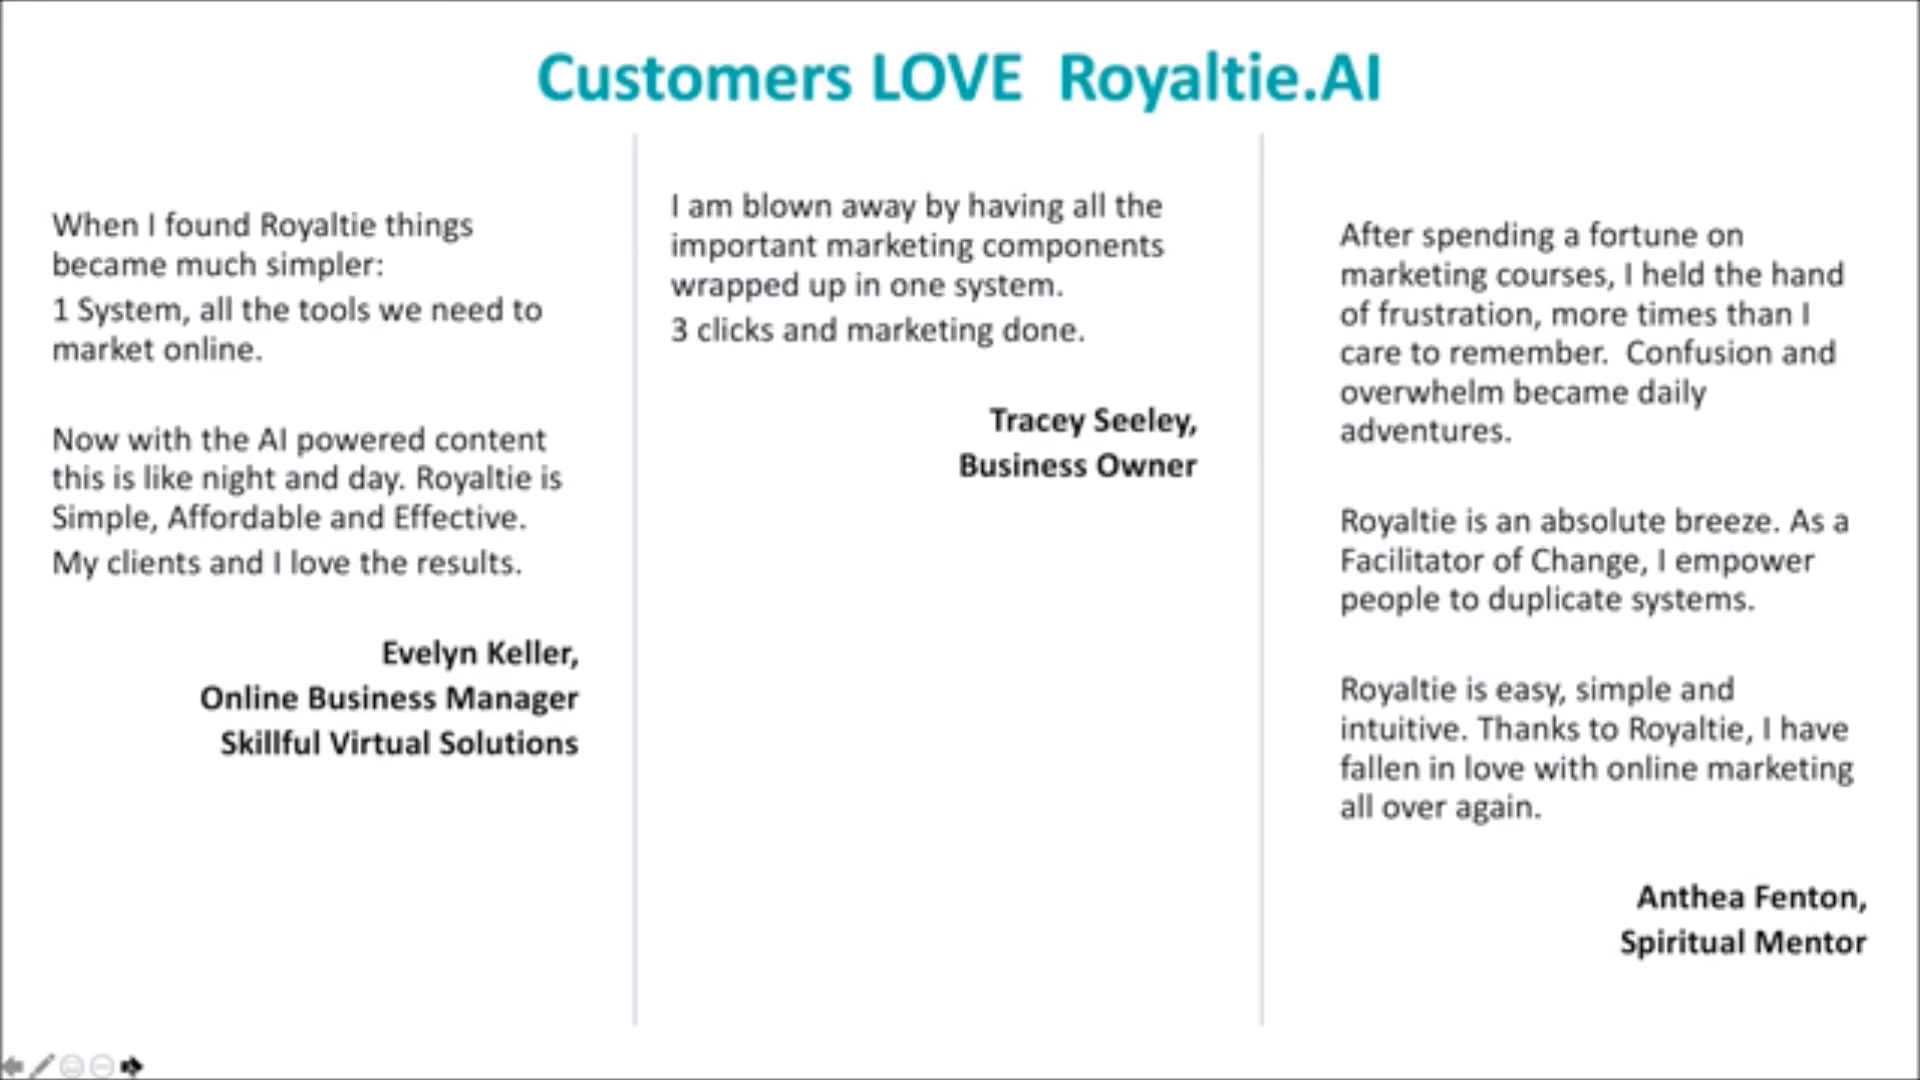 Customers LOVE  Royaltie.AI
When I found Royaltie things
became much simpler:
1 System, all the tools we need to
market online.
Now with the AI powered content
this is like night and day. Royaltie is
Simple, Affordable and Effective.
My clients and I love the results.
Evelyn Keller,
Online Business Manager
Skillful Virtual Solutions
I am blown away by having all the
important marketing components
wrapped up in one system.
3 clicks and marketing done.
Tracey Seeley,
Business Owner
After spending a fortune on
marketing courses, I held the hand
of frustration, more times than I
care to remember.  Confusion and
overwhelm became daily
adventures.
Royaltie is an absolute breeze. As a
Facilitator of Change, I empower
people to duplicate systems.
Royaltie is easy, simple and
intuitive. Thanks to Royaltie, I have
fallen in love with online marketing
all over again.
Anthea Fenton,
Spiritual Mentor